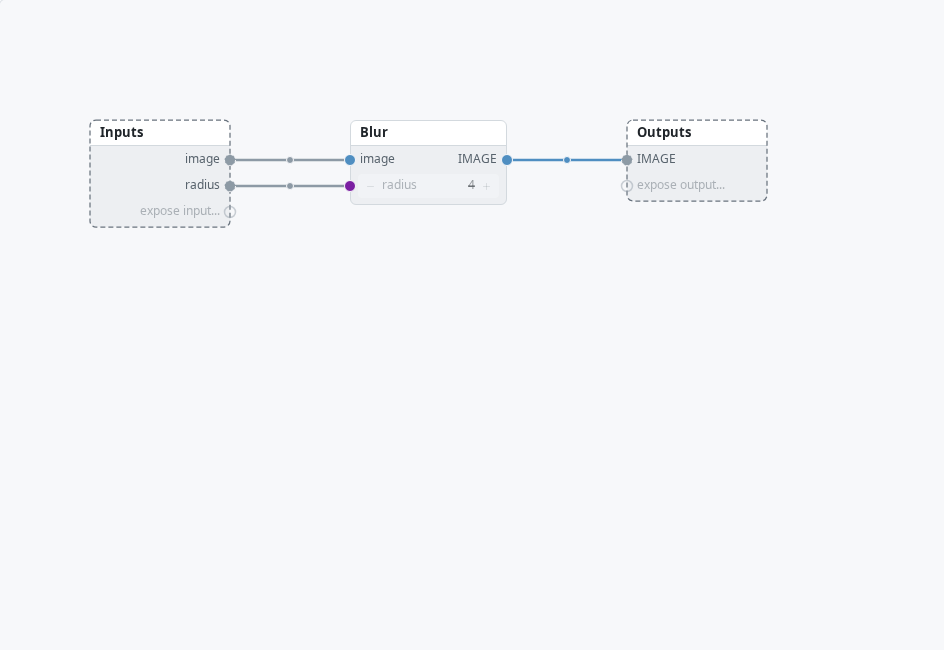 Inputs
image
radius
expose input...
Blur
image IMAGE
− radius 4 +
Outputs
IMAGE
expose output...